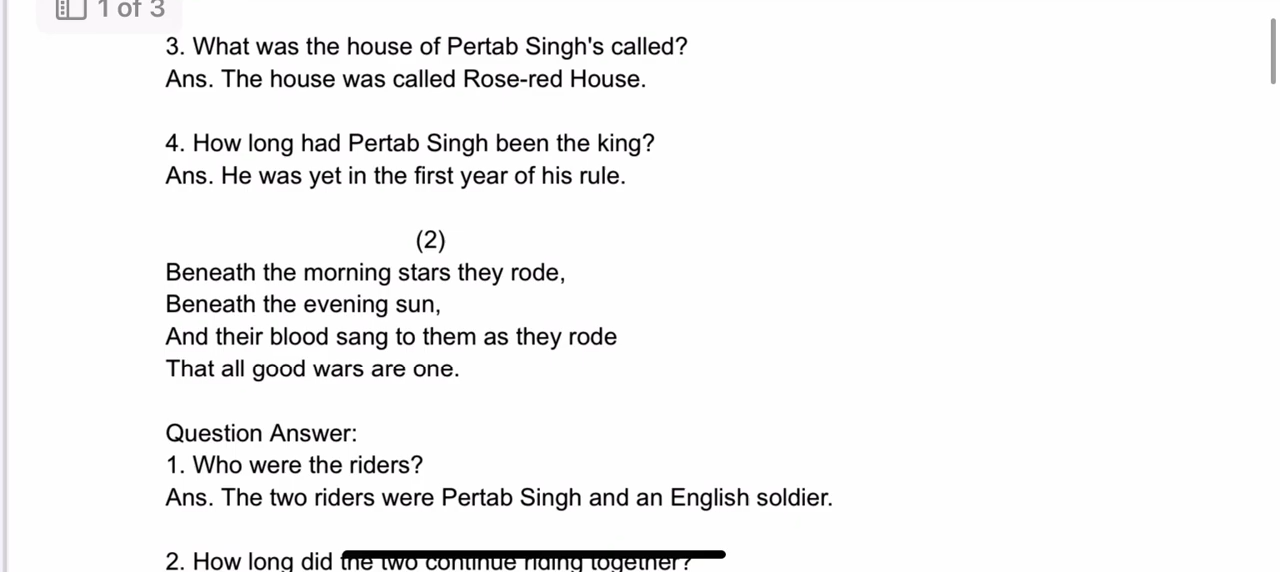 1 of 3
3. What was the house of Pertab Singh's called?
Ans. The house was called Rose-red House.
4. How long had Pertab Singh been the king?
Ans. He was yet in the first year of his rule.
(2)
Beneath the morning stars they rode,
Beneath the evening sun,
And their blood sang to them as they rode
That all good wars are one.
Question Answer:
1. Who were the riders?
Ans. The two riders were Pertab Singh and an English soldier.
2. How long did the two continue riding together?